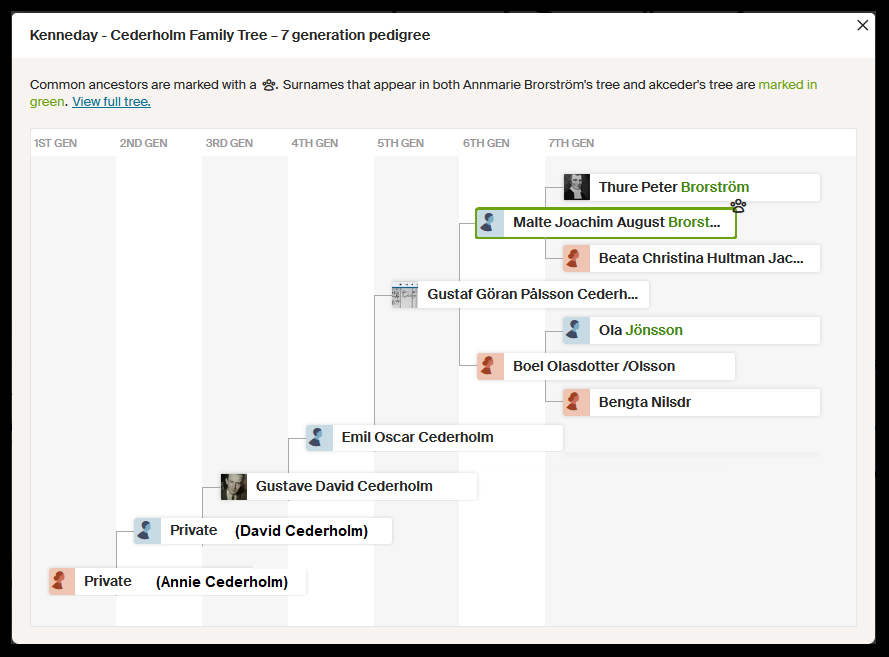 Kenneday - Cederholm Family Tree – 7 generation pedigree
Common ancestors are marked with a . Surnames that appear in both Annmarie Brorström's tree and akceder's tree are marked in
green. View full tree.
1ST GEN 2ND GEN 3RD GEN 4TH GEN 5TH GEN 6TH GEN 7TH GEN
Thure Peter Brorström
Malte Joachim August Brorst...
Beata Christina Hultman Jac...
Gustaf Göran Pålsson Cederh...
Ola Jönsson
Boel Olasdotter /Olsson
Bengta Nilsdr
Emil Oscar Cederholm
Gustave David Cederholm
Private (David Cederholm)
Private (Annie Cederholm)